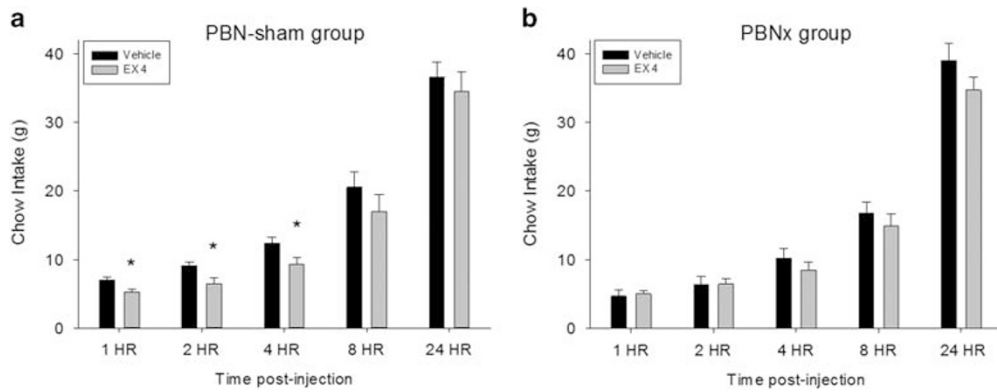 a
PBN-sham group
Vehicle
EX4
40
30
20
10
0
Chow Intake (g)
*
*
*
1 HR 2 HR 4 HR 8 HR 24 HR
Time post-injection
b
PBNx group
Vehicle
EX4
40
30
20
10
0
Chow Intake (g)
1 HR 2 HR 4 HR 8 HR 24 HR
Time post-injection